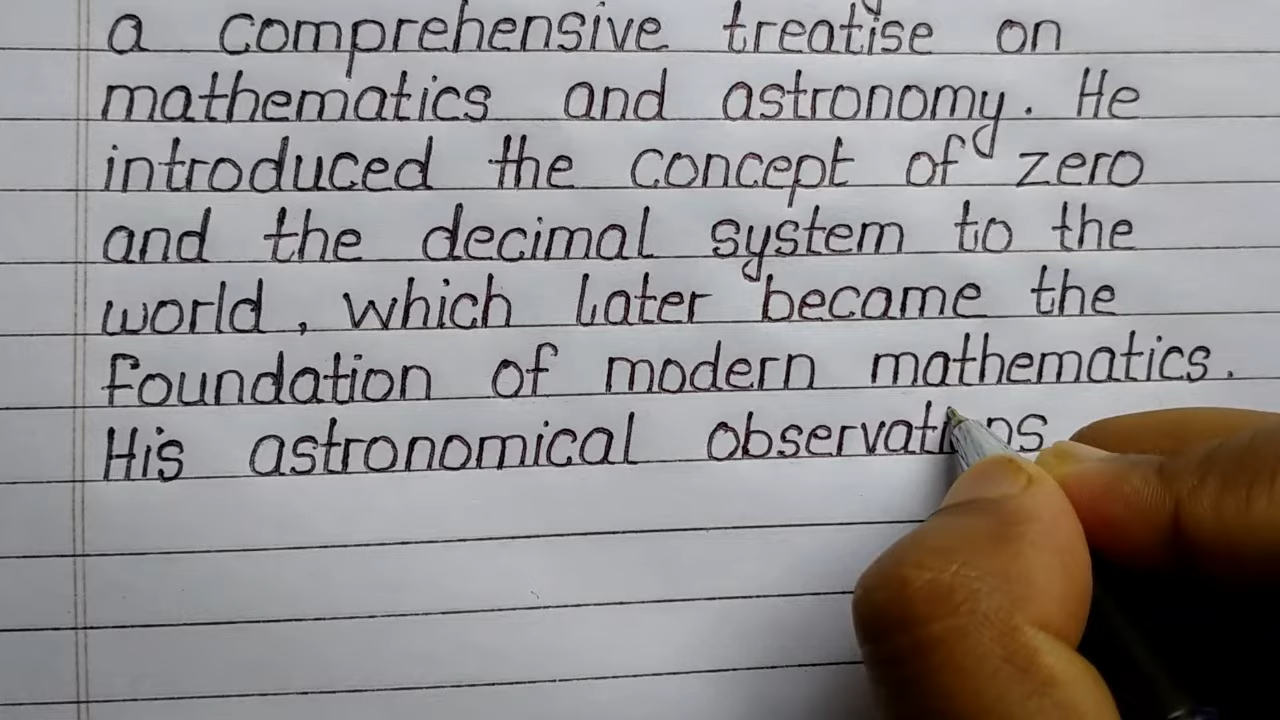 a comprehensive treatise on
mathematics and astronomy. He
introduced the concept of zero
and the decimal system to the
world, which later became the
foundation of modern mathematics.
His astronomical observations